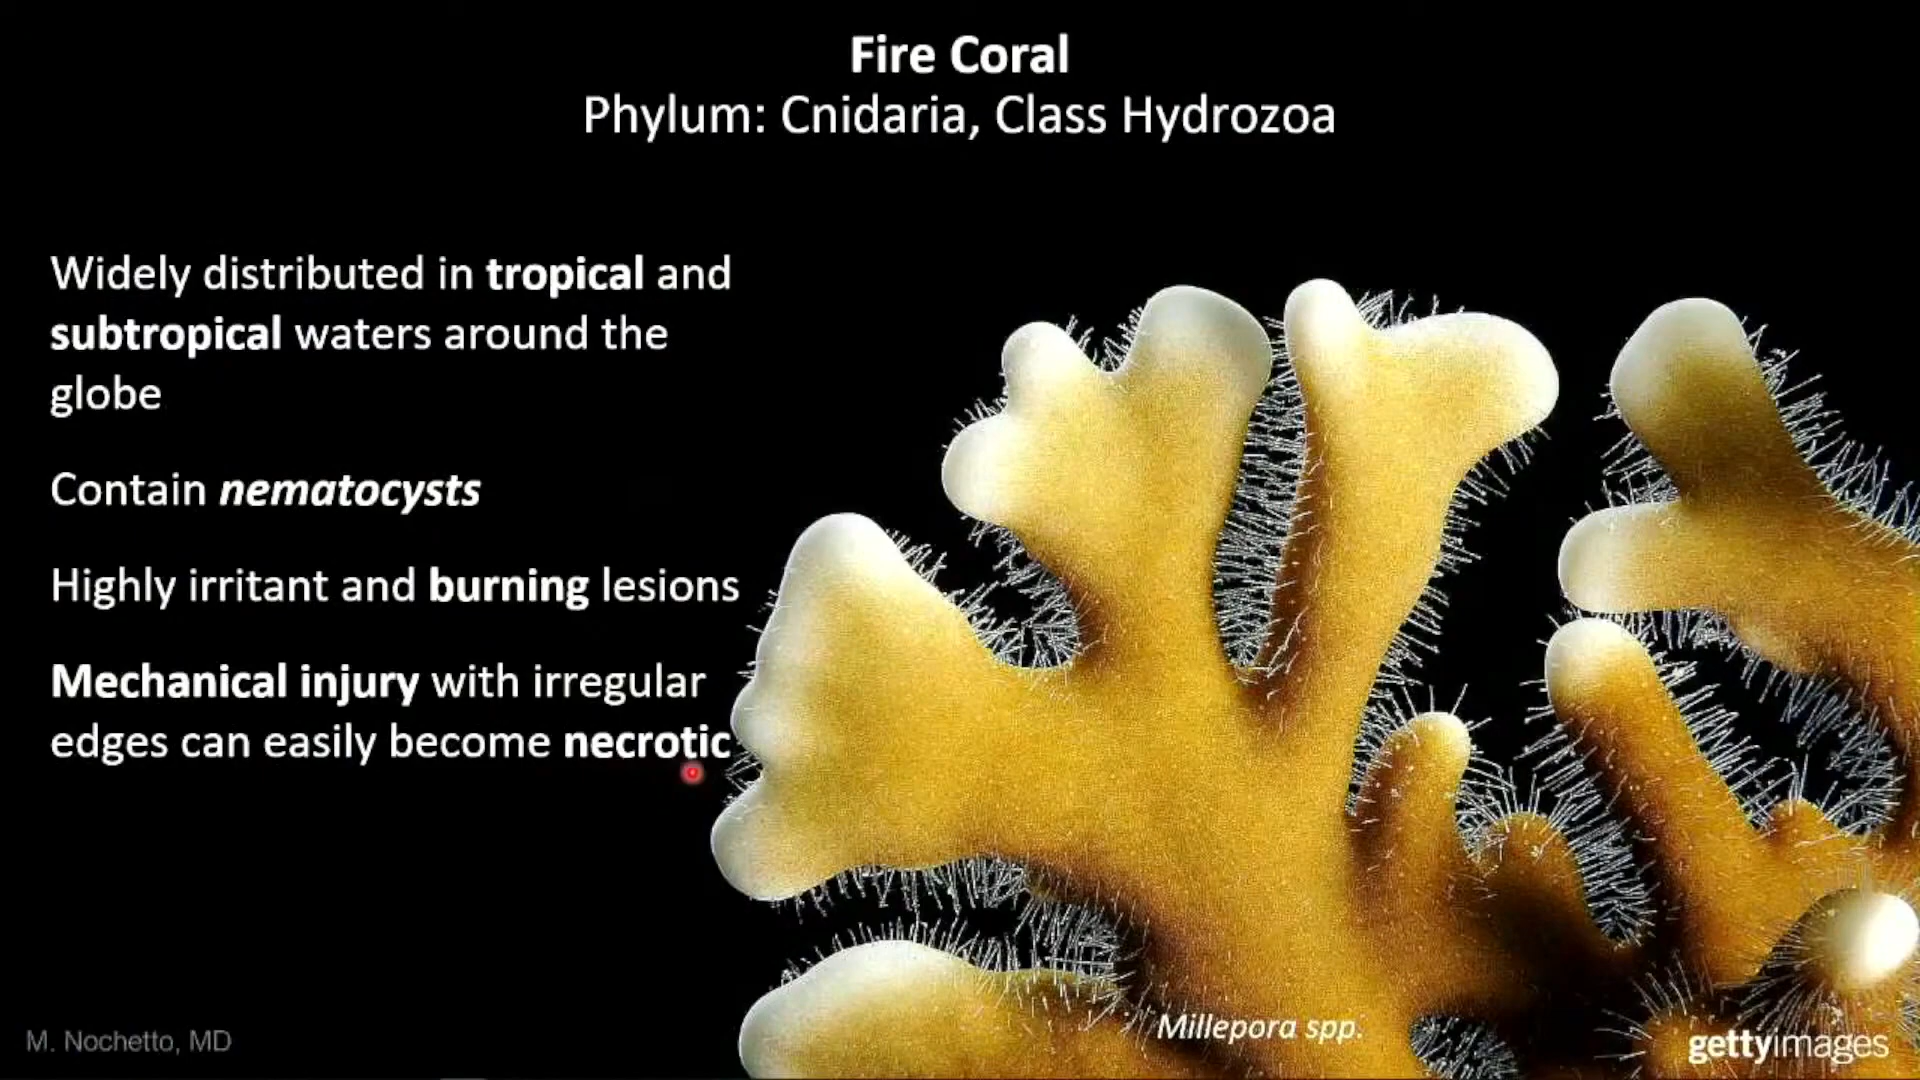 Fire Coral
Phylum: Cnidaria, Class Hydrozoa
Widely distributed in tropical and
subtropical waters around the
globe
Contain nematocysts
Highly irritant and burning lesions
Mechanical injury with irregular
edges can easily become necrotic
Millepora spp.
M. Nochetto, MD
gettyimages